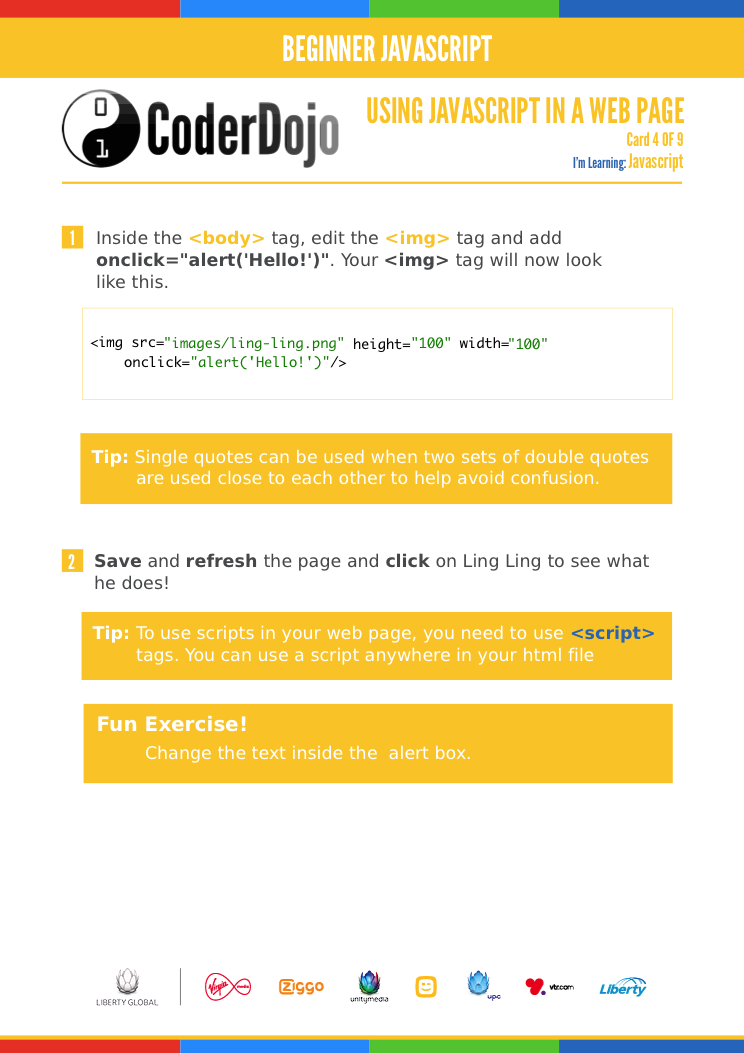 BEGINNER JAVASCRIPT
01
CoderDojo
USING JAVASCRIPT IN A WEB PAGE
Card 4 OF 9
I'm Learning: Javascript
1
Inside the <body> tag, edit the <img> tag and add
onclick="alert('Hello!')". Your <img> tag will now look
like this.
<img src="images/ling-ling.png" height="100" width="100"
onclick="alert('Hello!')"/>
Tip: Single quotes can be used when two sets of double quotes
are used close to each other to help avoid confusion.
2
Save and refresh the page and click on Ling Ling to see what
he does!
Tip: To use scripts in your web page, you need to use <script>
tags. You can use a script anywhere in your html file
Fun Exercise!
Change the text inside the  alert box.
LIBERTY GLOBAL
Virgin media
Ziggo
unitymedia
upc
vtr.com
Liberty